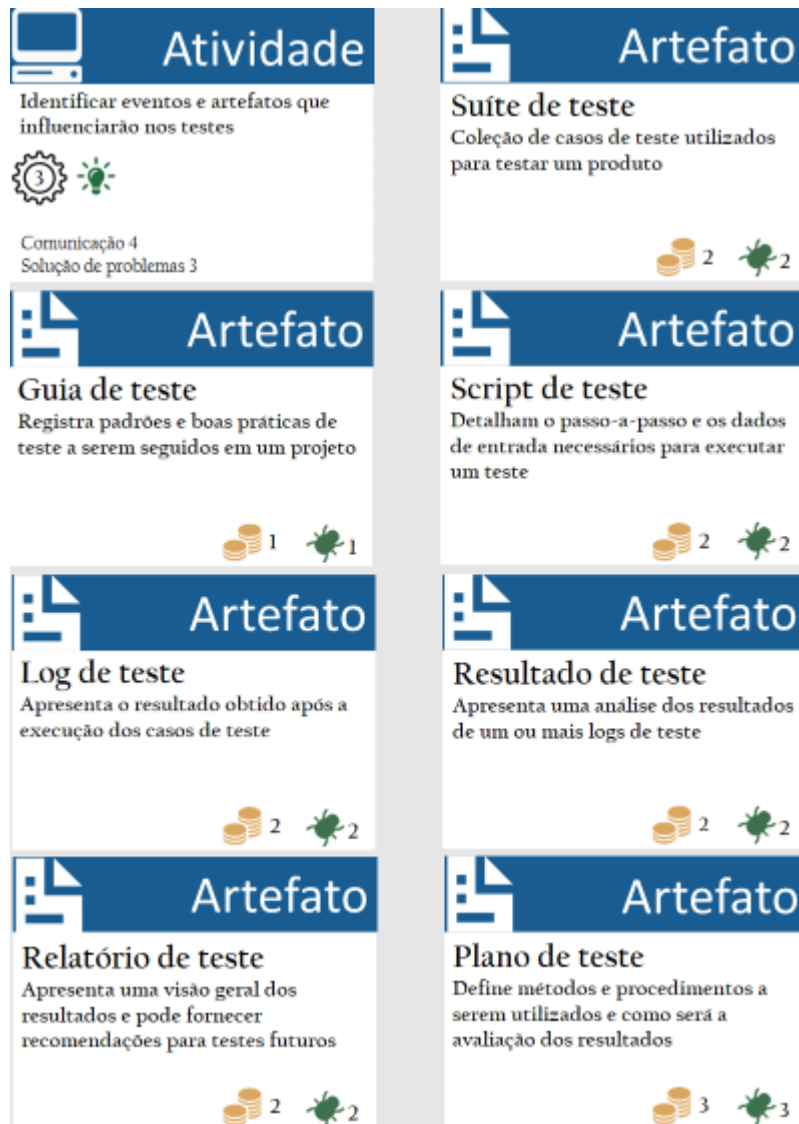 Atividade
Identificar eventos e artefatos que
influenciarão nos testes
3
Comunicação 4
Solução de problemas 3
Artefato
Suíte de teste
Coleção de casos de teste utilizados
para testar um produto
2 2
Artefato
Guia de teste
Registra padrões e boas práticas de
teste a serem seguidos em um projeto
1 1
Artefato
Script de teste
Detalham o passo-a-passo e os dados
de entrada necessários para executar
um teste
2 2
Artefato
Log de teste
Apresenta o resultado obtido após a
execução dos casos de teste
2 2
Artefato
Resultado de teste
Apresenta uma análise dos resultados
de um ou mais logs de teste
2 2
Artefato
Relatório de teste
Apresenta uma visão geral dos
resultados e pode fornecer
recomendações para testes futuros
2 2
Artefato
Plano de teste
Define métodos e procedimentos a
serem utilizados e como será a
avaliação dos resultados
3 3